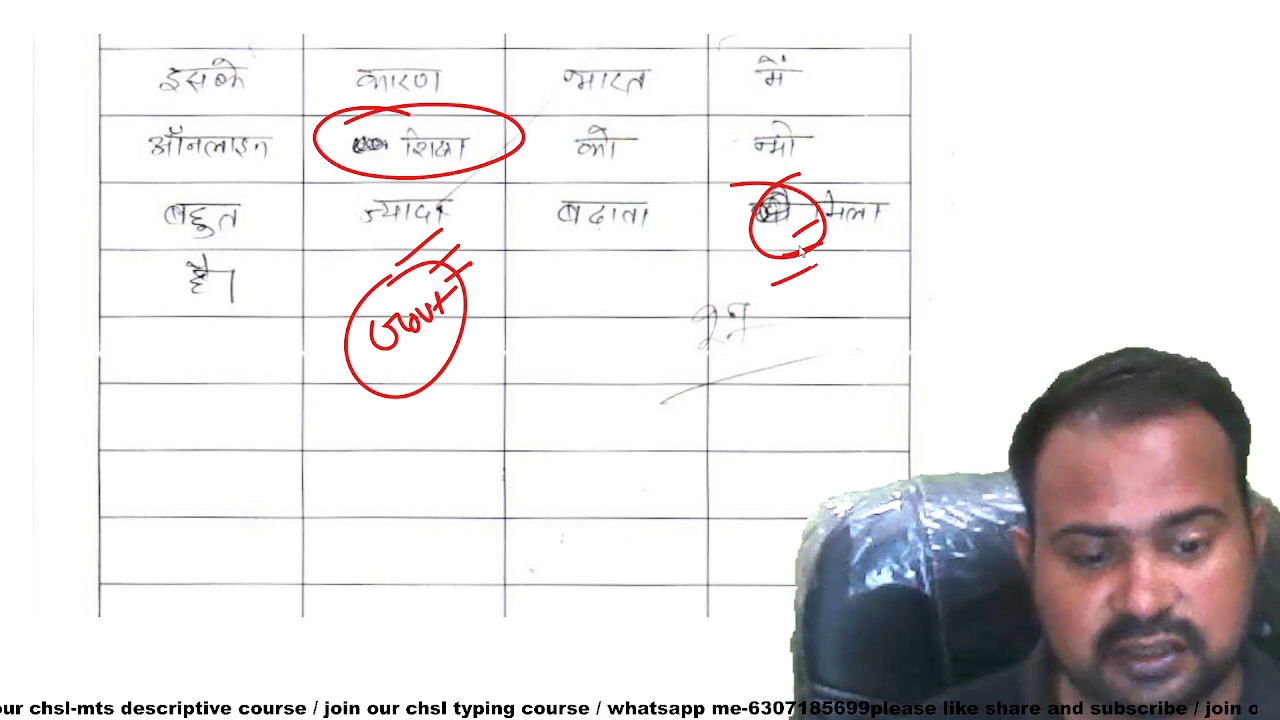 इसके कारण भारत में
ऑनलाइन शिक्षा को भी
बहुत ज्यादा बढ़ावा मिला
है।
our chsl-mts descriptive course / join our chsl typing course / whatsapp me-6307185699please like share and subscribe / join o